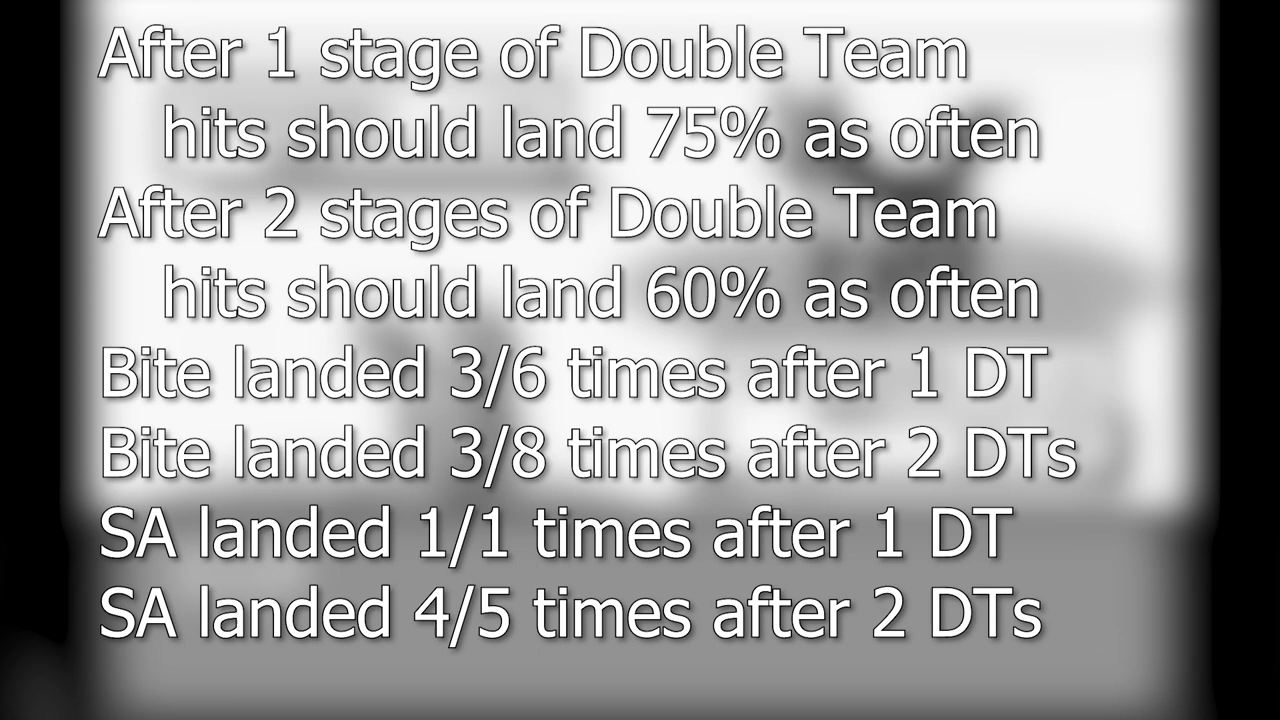 After 1 stage of Double Team
hits should land 75% as often
After 2 stages of Double Team
hits should land 60% as often
Bite landed 3/6 times after 1 DT
Bite landed 3/8 times after 2 DTs
SA landed 1/1 times after 1 DT
SA landed 4/5 times after 2 DTs